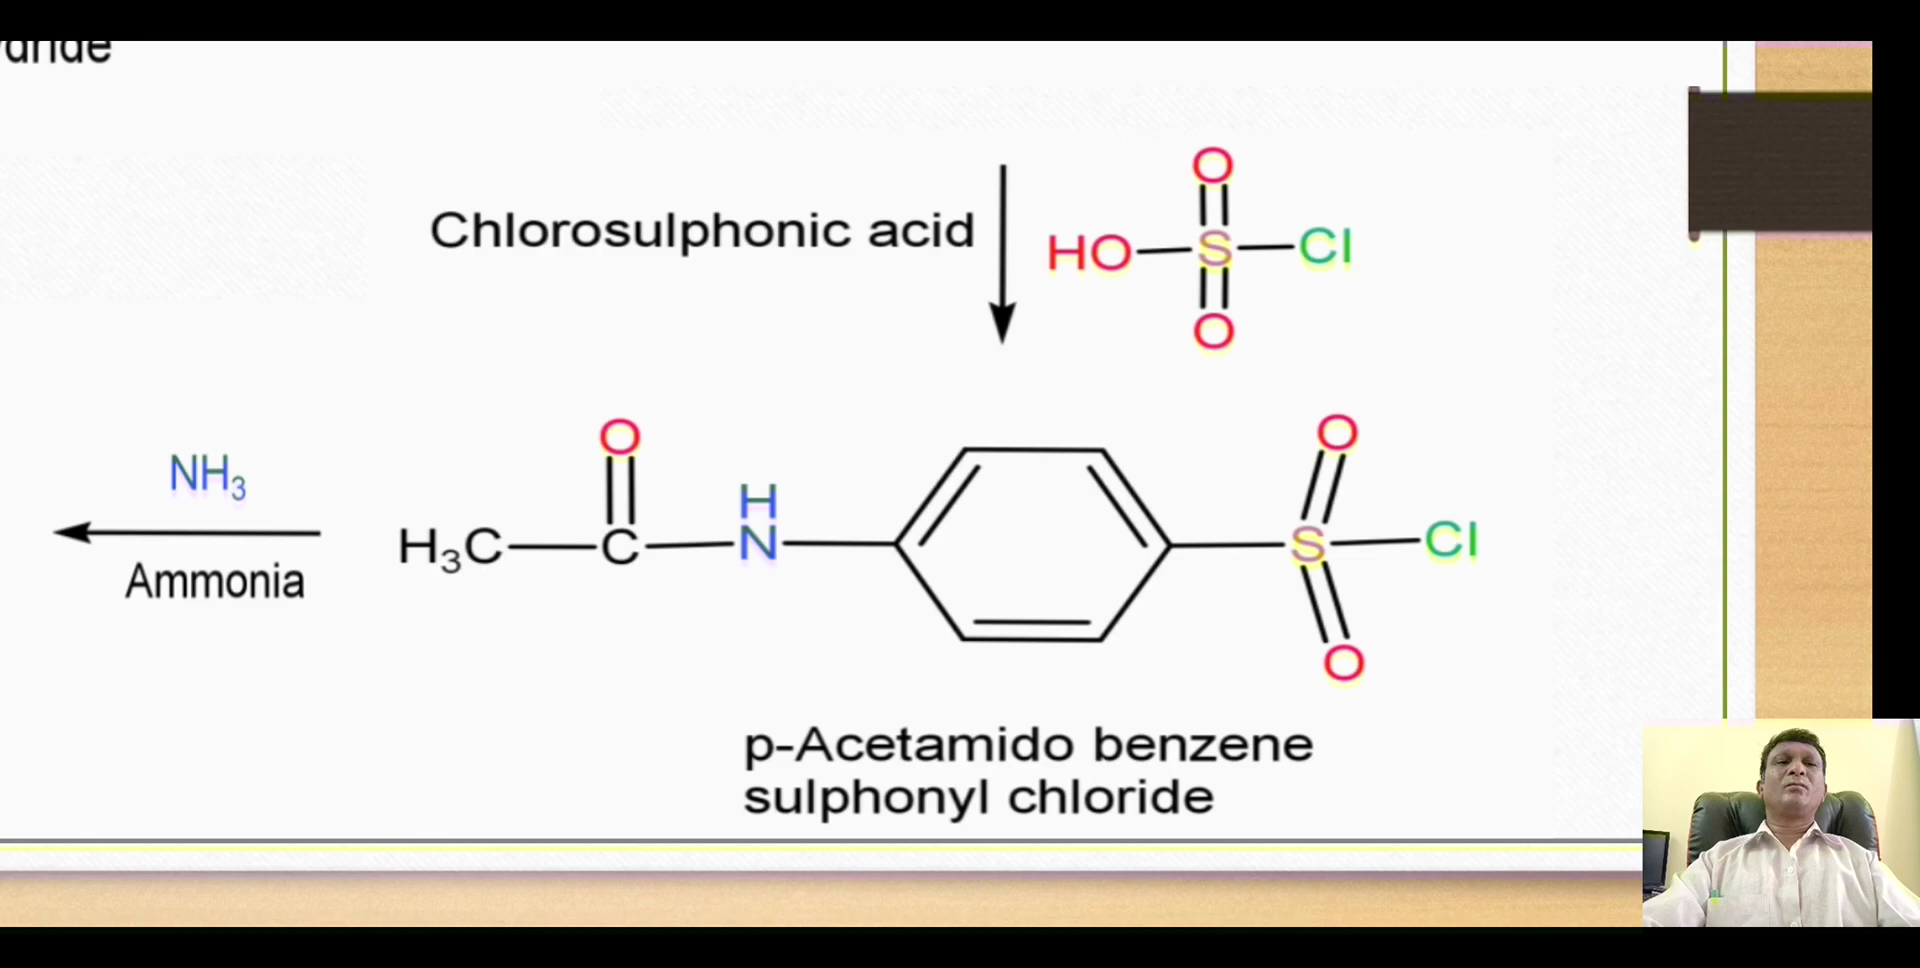 Chlorosulphonic acid
O
HO S Cl
O
O O
NH3
H
H3C C N S Cl
Ammonia
O
p-Acetamido benzene
sulphonyl chloride